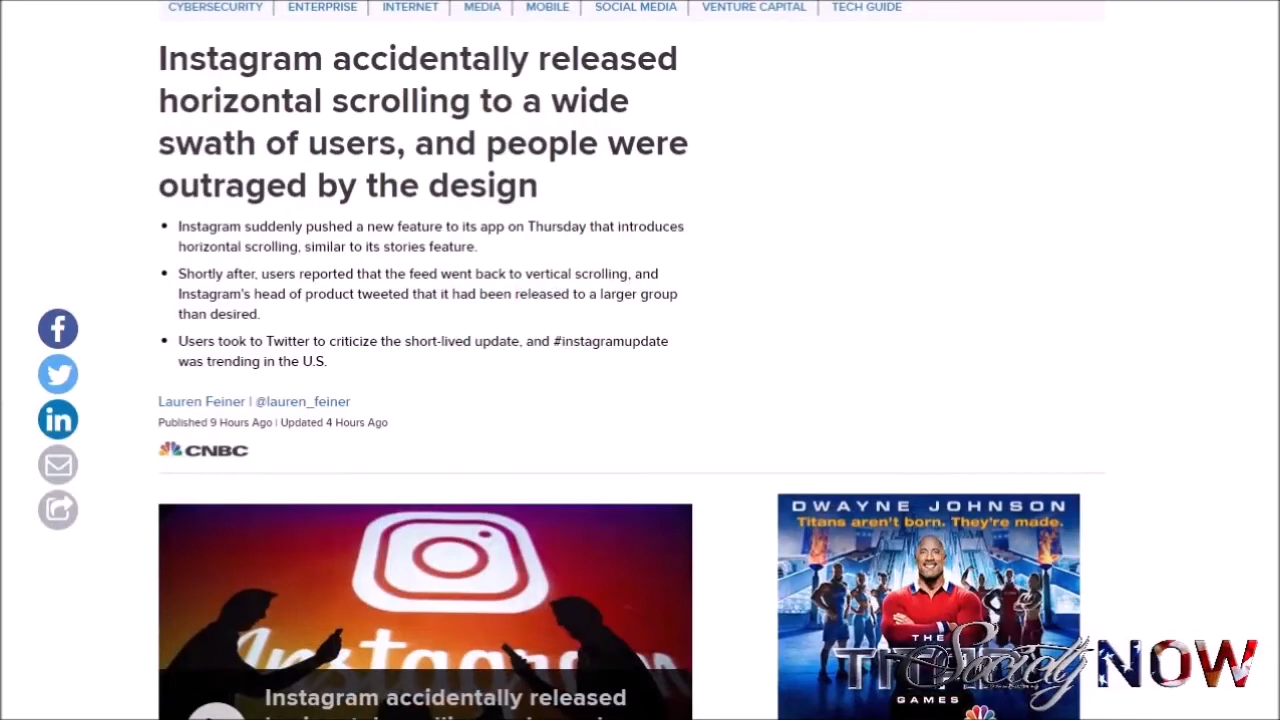 CYBERSECURITY | ENTERPRISE | INTERNET | MEDIA | MOBILE | SOCIAL MEDIA | VENTURE CAPITAL | TECH GUIDE
Instagram accidentally released
horizontal scrolling to a wide
swath of users, and people were
outraged by the design
• Instagram suddenly pushed a new feature to its app on Thursday that introduces
horizontal scrolling, similar to its stories feature.
• Shortly after, users reported that the feed went back to vertical scrolling, and
Instagram's head of product tweeted that it had been released to a larger group
than desired.
• Users took to Twitter to criticize the short-lived update, and #instagramupdate
was trending in the U.S.
Lauren Feiner | @lauren_feiner
Published 9 Hours Ago | Updated 4 Hours Ago
CNBC
Instagram
Instagram accidentally released
DWAYNE JOHNSON
Titans aren't born. They're made.
THE
TITAN
GAMES
Society NOW